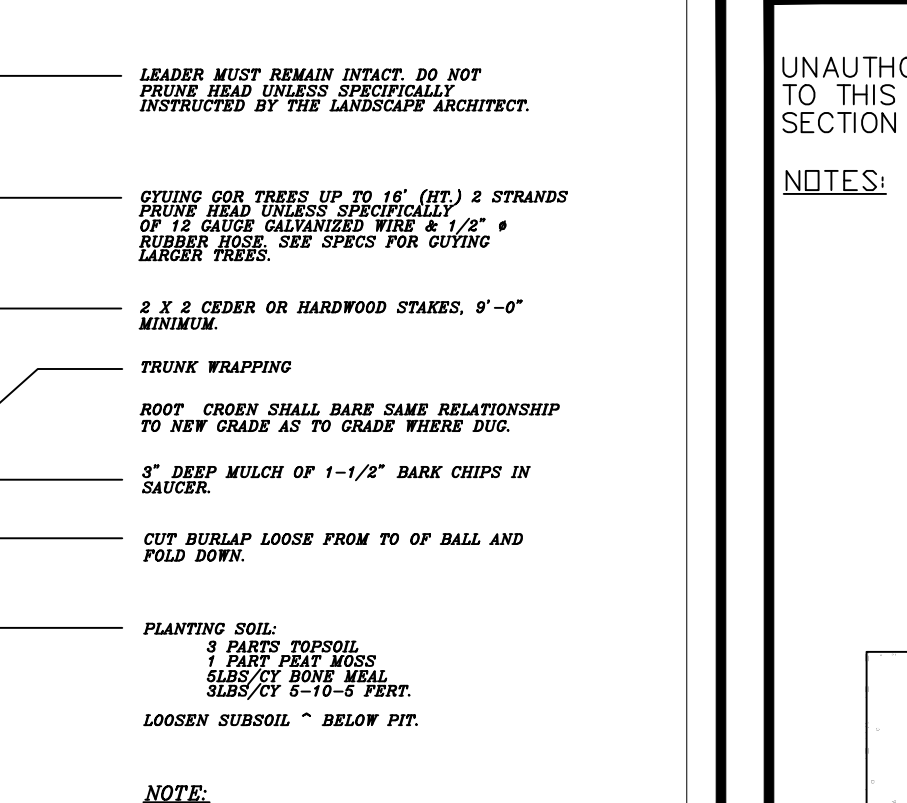 LEADER MUST REMAIN INTACT. DO NOT
PRUNE HEAD UNLESS SPECIFICALLY
INSTRUCTED BY THE LANDSCAPE ARCHITECT.
GYUING GOR TREES UP TO 16' (HT.) 2 STRANDS
PRUNE HEAD UNLESS SPECIFICALLY
OF 12 GAUGE GALVANIZED WIRE & 1/2" ø
RUBBER HOSE. SEE SPECS FOR GUYING
LARGER TREES.
2 X 2 CEDER OR HARDWOOD STAKES, 9'-0"
MINIMUM.
TRUNK WRAPPING
ROOT CROEN SHALL BARE SAME RELATIONSHIP
TO NEW GRADE AS TO GRADE WHERE DUG.
3" DEEP MULCH OF 1-1/2" BARK CHIPS IN
SAUCER.
CUT BURLAP LOOSE FROM TO OF BALL AND
FOLD DOWN.
PLANTING SOIL:
3 PARTS TOPSOIL
1 PART PEAT MOSS
5LBS/CY BONE MEAL
3LBS/CY 5-10-5 FERT.
LOOSEN SUBSOIL ^ BELOW PIT.
NOTE:
UNAUTHO
TO THIS
SECTION
NOTES: